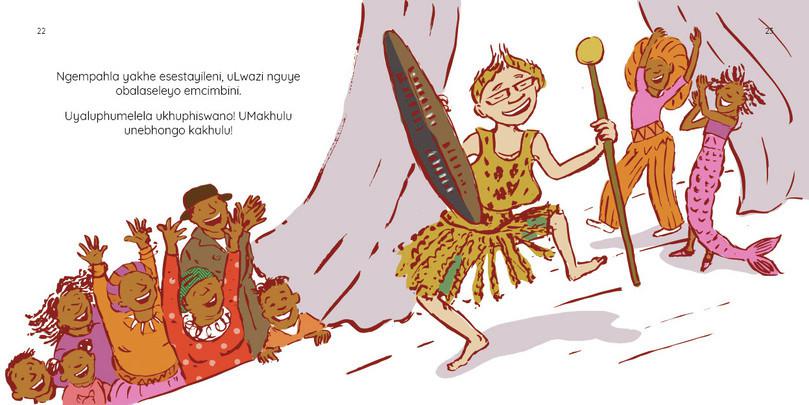 22
Ngempahla yakhe esestayileni, uLwazi nguye
obalaseleyo emcimbini.
Uyaluphumelela ukhuphiswano! UMakhulu
unebhongo kakhulu!
23